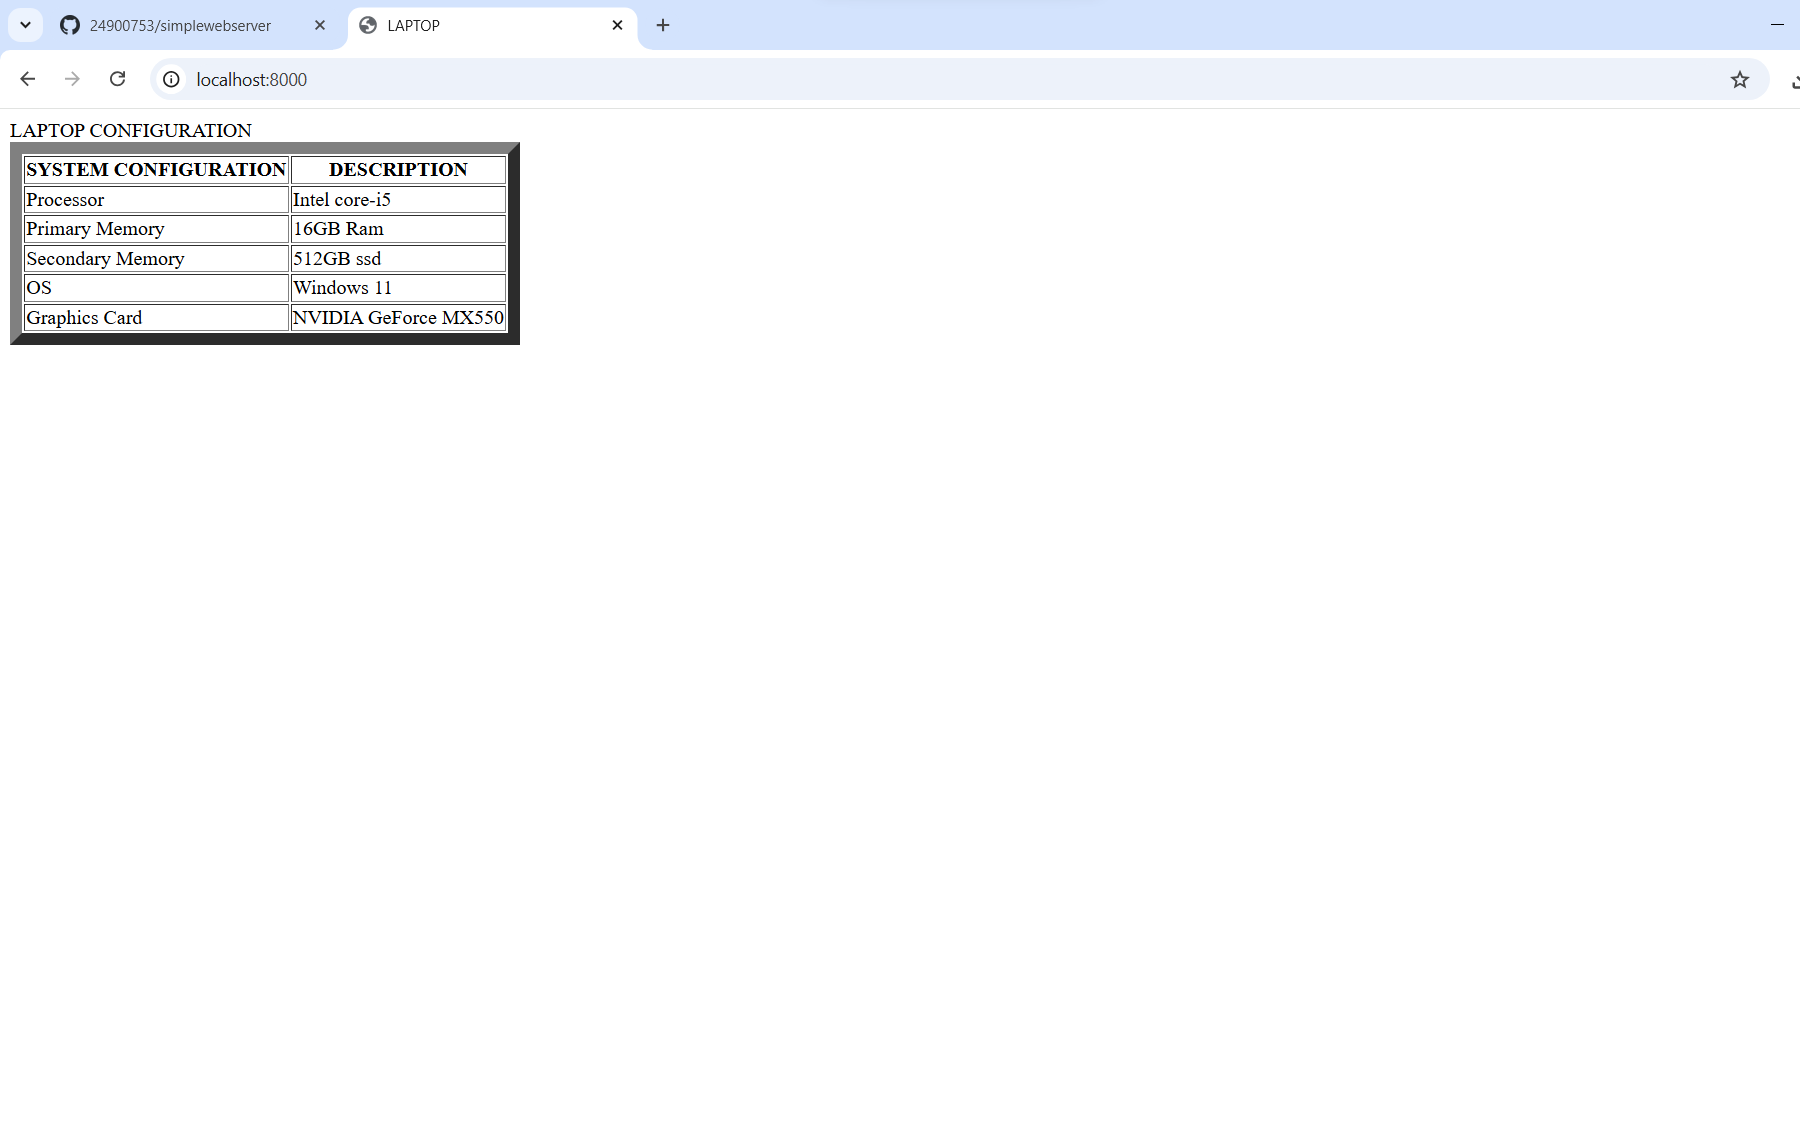 24900753/simplewebserver
LAPTOP
localhost:8000
LAPTOP CONFIGURATION
SYSTEM CONFIGURATION DESCRIPTION
Processor Intel core-i5
Primary Memory 16GB Ram
Secondary Memory 512GB ssd
OS Windows 11
Graphics Card NVIDIA GeForce MX550